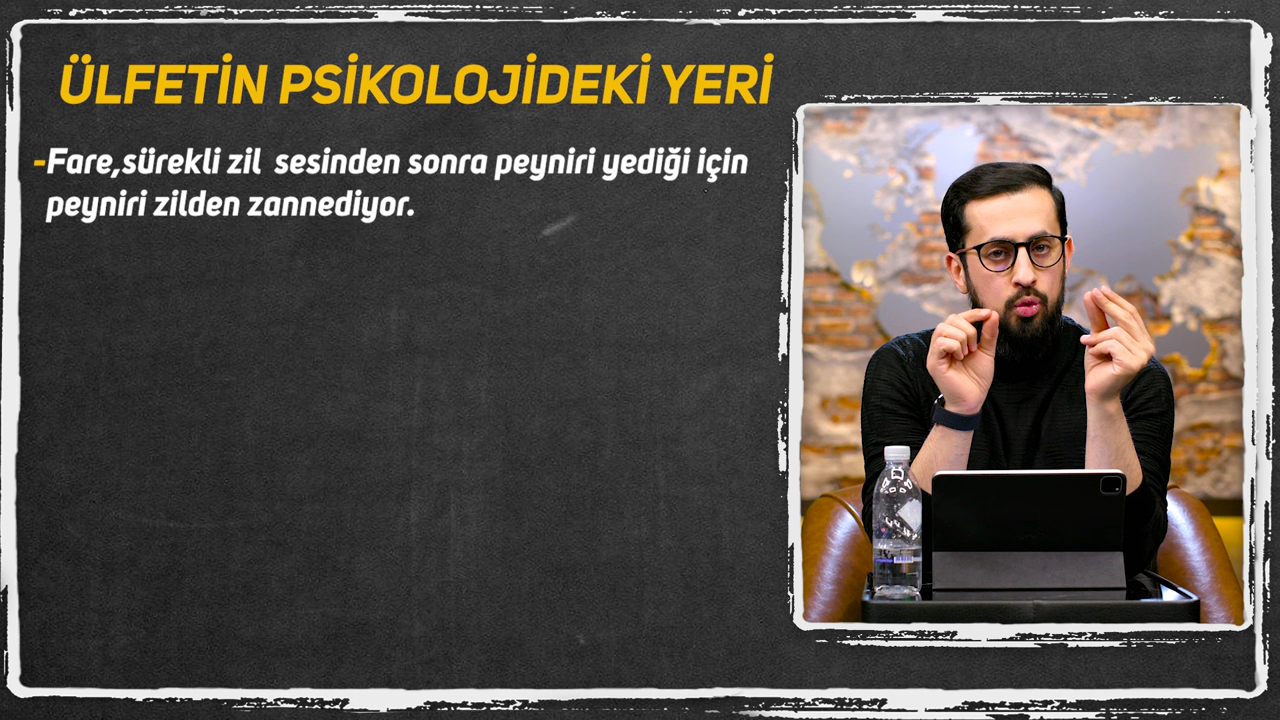 ÜLFETİN PSİKOLOJİDEKİ YERİ
-Fare,sürekli zil sesinden sonra peyniri yediği için
peyniri zilden zannediyor.